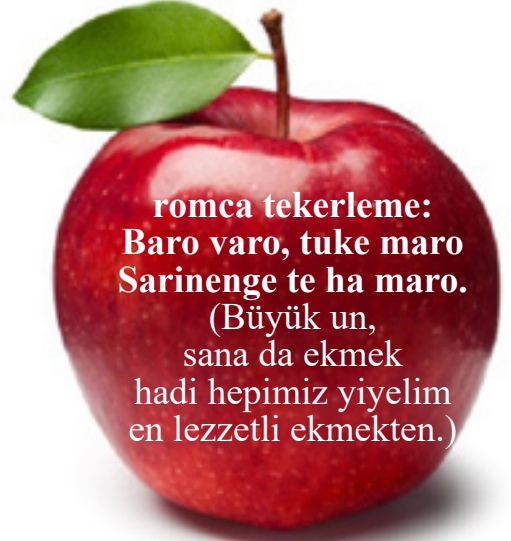 romca tekerleme:
Baro varo, tuke maro
Sarinenge te ha maro.
(Büyük un,
sana da ekmek
hadi hepimiz yiyelim
en lezzetli ekmekten.)